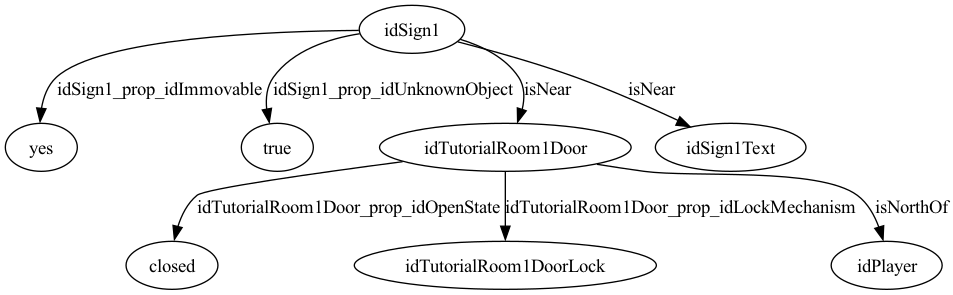 idSign1
idSign1_prop_idImmovable
idSign1_prop_idUnknownObject
isNear
isNear
yes
true
idTutorialRoom1Door
idSign1Text
idTutorialRoom1Door_prop_idOpenState
idTutorialRoom1Door_prop_idLockMechanism
isNorthOf
closed
idTutorialRoom1DoorLock
idPlayer